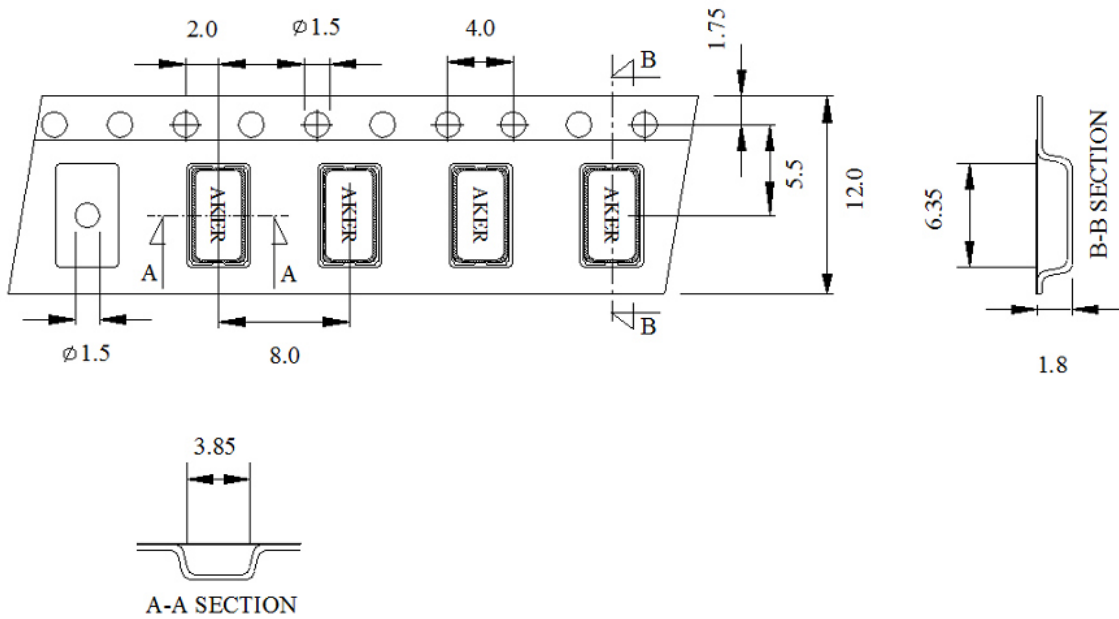 2.0
⌀1.5
4.0
1.75
B
5.5
12.0
AKER
AKER
AKER
AKER
A
A
B
⌀1.5
8.0
6.35
B-B SECTION
1.8
3.85
A-A SECTION